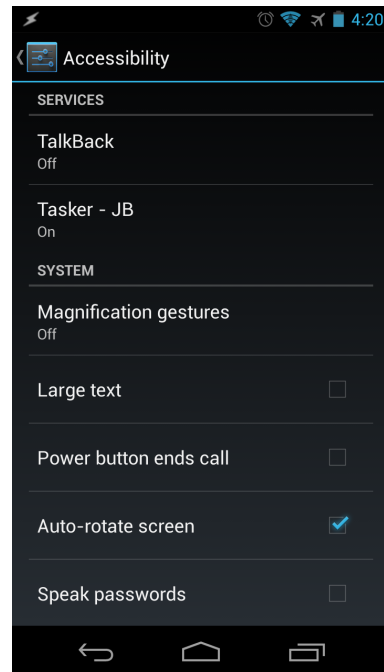 4:20
Accessibility
SERVICES
TalkBack
Off
Tasker - JB
On
SYSTEM
Magnification gestures
Off
Large text
Power button ends call
Auto-rotate screen
Speak passwords